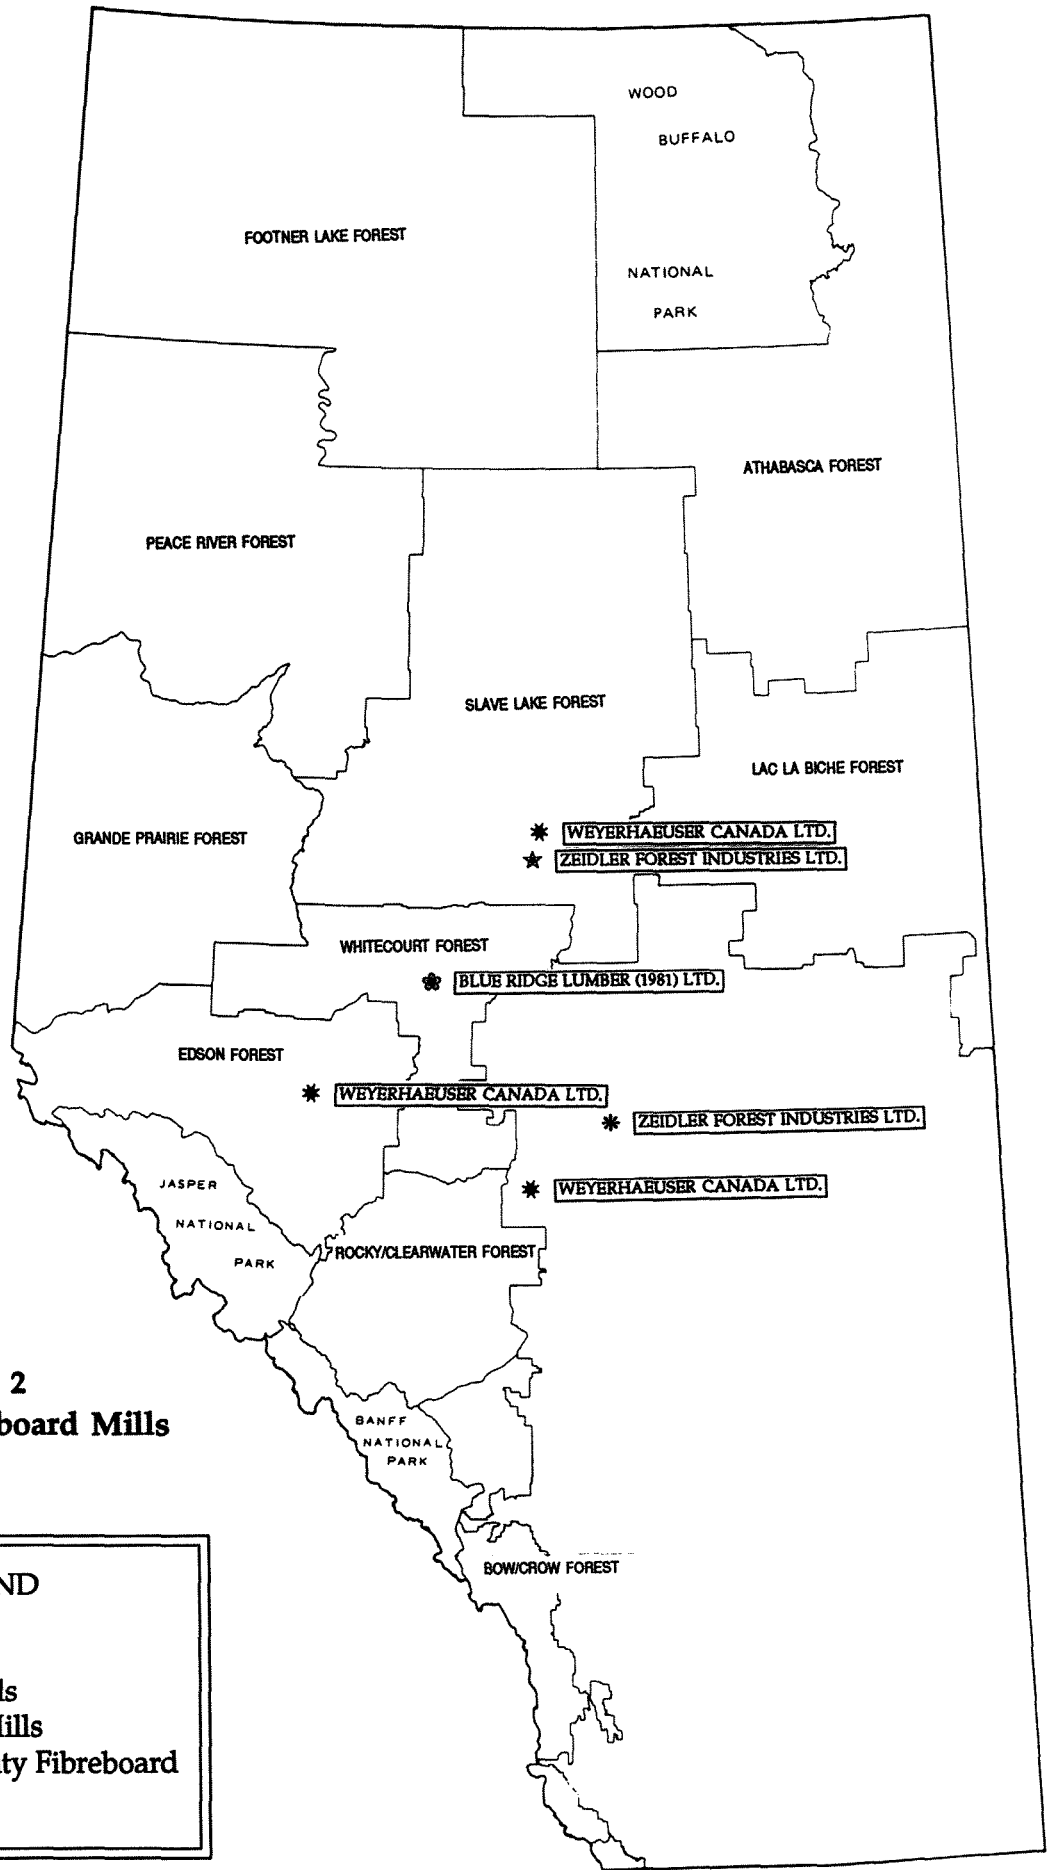 WOOD
BUFFALO
FOOTNER LAKE FOREST
NATIONAL
PARK
ATHABASCA FOREST
PEACE RIVER FOREST
SLAVE LAKE FOREST
LAC LA BICHE FOREST
WEYERHAEUSER CANADA LTD.
GRANDE PRAIRIE FOREST
ZEIDLER FOREST INDUSTRIES LTD.
WHITECOURT FOREST
BLUE RIDGE LUMBER (1981) LTD.
EDSON FOREST
WEYERHAEUSER CANADA LTD.
ZEIDLER FOREST INDUSTRIES LTD.
JASPER
NATIONAL
PARK
WEYERHAEUSER CANADA LTD.
ROCKY/CLEARWATER FOREST
2
board Mills
BANFF
NATIONAL
PARK
BOW/CROW FOREST
ND
ls
ills
ity Fibreboard